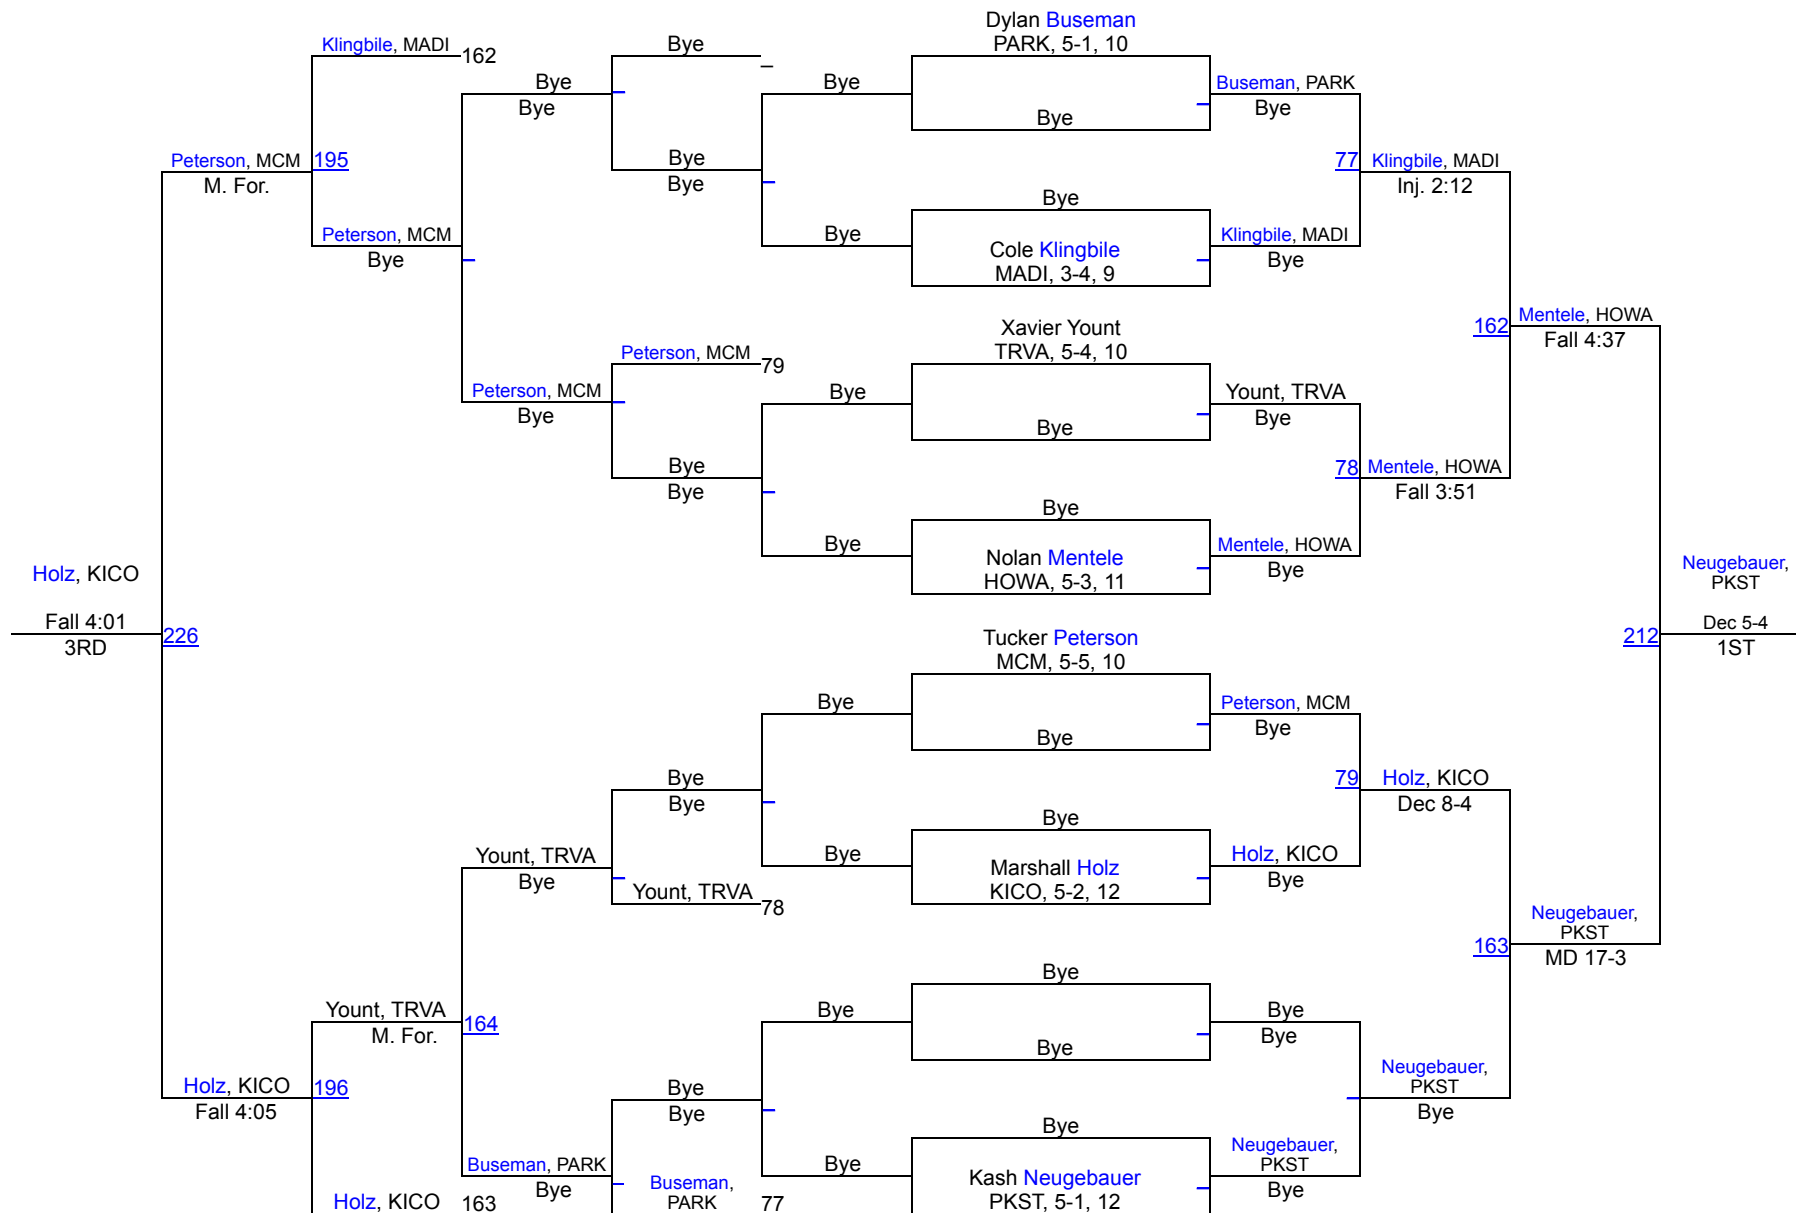 Dylan Buseman
PARK, 5-1, 10
Klingbile, MADI
162
Bye
Bye
Bye
Bye
Buseman, PARK
Bye
Bye
Peterson, MCM
M. For.
195
Bye
Bye
77
Klingbile, MADI
Inj. 2:12
Bye
Peterson, MCM
Bye
Bye
Cole Klingbile
MADI, 3-4, 9
Klingbile, MADI
Bye
Xavier Yount
TRVA, 5-4, 10
162
Mentele, HOWA
Fall 4:37
Peterson, MCM
79
Peterson, MCM
Bye
Bye
Yount, TRVA
Bye
Bye
Bye
Bye
78
Mentele, HOWA
Fall 3:51
Bye
Bye
Nolan Mentele
HOWA, 5-3, 11
Mentele, HOWA
Bye
Holz, KICO
Fall 4:01
3RD
226
Neugebauer,
PKST
212
Dec 5-4
1ST
Tucker Peterson
MCM, 5-5, 10
Bye
Peterson, MCM
Bye
Bye
Bye
Bye
79
Holz, KICO
Dec 8-4
Bye
Yount, TRVA
Bye
Bye
Marshall Holz
KICO, 5-2, 12
Holz, KICO
Bye
Yount, TRVA
78
163
Neugebauer,
PKST
MD 17-3
Bye
Yount, TRVA
M. For.
164
Bye
Bye
Bye
Bye
Holz, KICO
Fall 4:05
196
Bye
Bye
Neugebauer,
PKST
Bye
Bye
Buseman, PARK
Bye
Bye
Kash Neugebauer
PKST, 5-1, 12
Neugebauer,
PKST
Bye
Holz, KICO
163
Buseman,
PARK
77